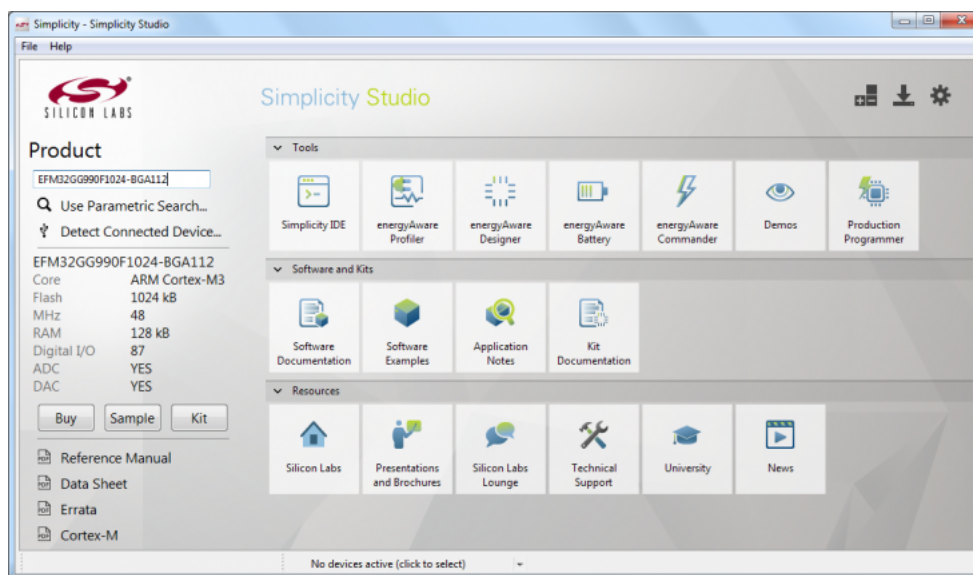 Simplicity - Simplicity Studio
File Help
SILICON LABS
Simplicity Studio
Product
EFM32GG990F1024-BGA112
Use Parametric Search...
Detect Connected Device...
EFM32GG990F1024-BGA112
Core ARM Cortex-M3
Flash 1024 kB
MHz 48
RAM 128 kB
Digital I/O 87
ADC YES
DAC YES
Buy Sample Kit
Reference Manual
Data Sheet
Errata
Cortex-M
Tools
Simplicity IDE
energyAware
Profiler
energyAware
Designer
energyAware
Battery
energyAware
Commander
Demos
Production
Programmer
Software and Kits
Software
Documentation
Software
Examples
Application
Notes
Kit
Documentation
Resources
Silicon Labs
Presentations
and Brochures
Silicon Labs
Lounge
Technical
Support
University
News
No devices active (click to select)